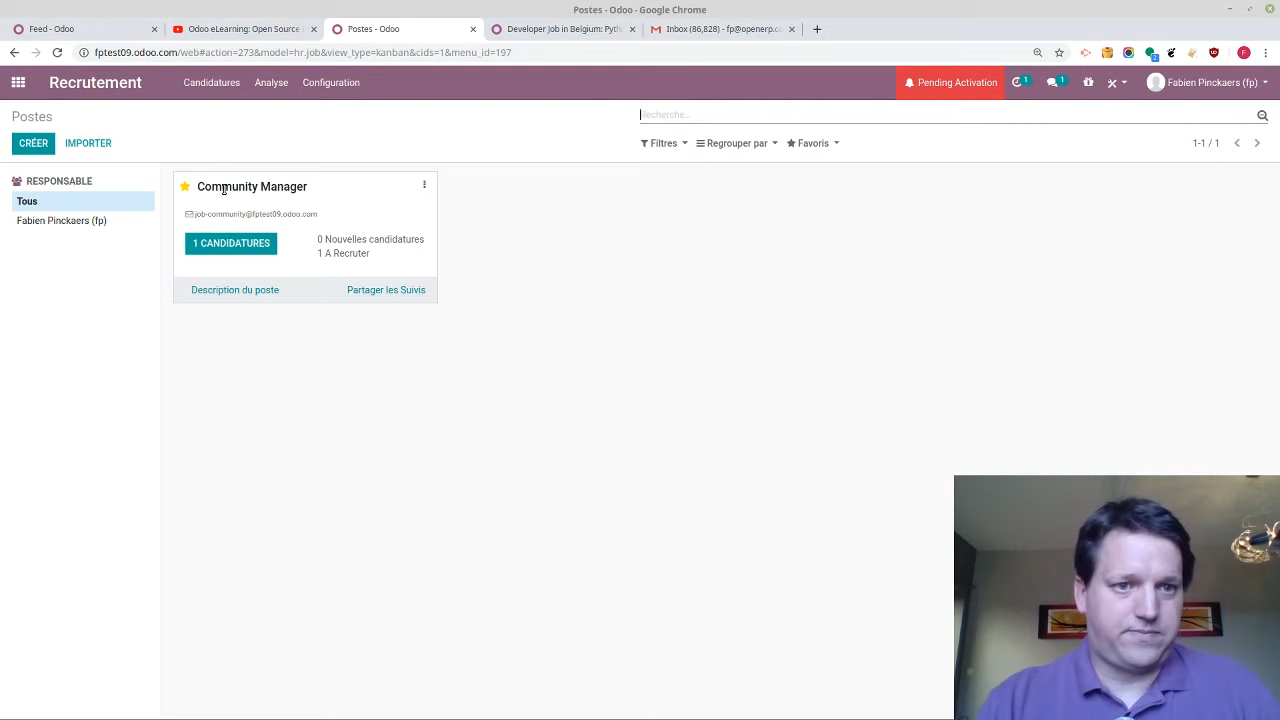 Postes - Odoo - Google Chrome
Feed - Odoo
Odoo eLearning: Open Source
Postes - Odoo
Developer Job in Belgium: Pyth
Inbox (86,828) - fp@openerp.co
fptest09.odoo.com/web#action=273&model=hr.job&view_type=kanban&cids=1&menu_id=197
Recrutement
Candidatures
Analyse
Configuration
Pending Activation
1
1
Fabien Pinckaers (fp)
Postes
Recherche...
CRÉER
IMPORTER
Filtres
Regrouper par
Favoris
1-1 / 1
RESPONSABLE
Tous
Fabien Pinckaers (fp)
Community Manager
job-community@fptest09.odoo.com
1 CANDIDATURES
0 Nouvelles candidatures
1 A Recruter
Description du poste
Partager les Suivis